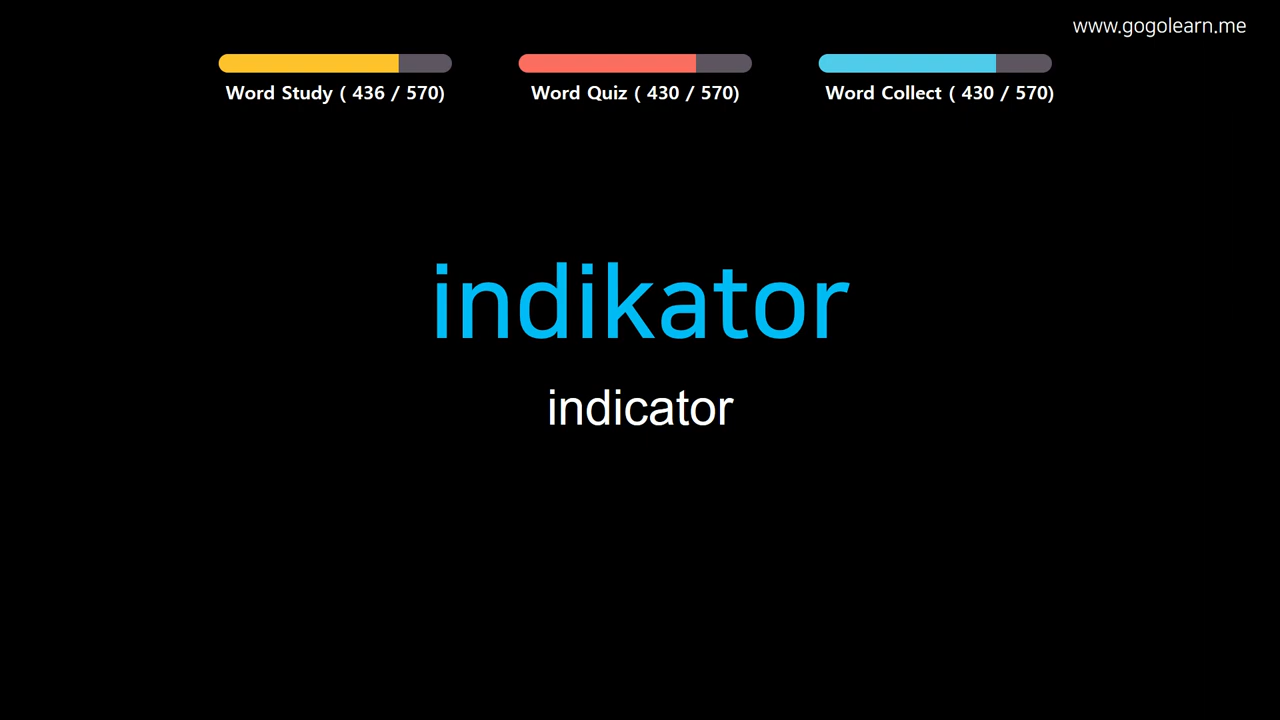 www.gogolearn.me
Word Study ( 436 / 570)
Word Quiz ( 430 / 570)
Word Collect ( 430 / 570)
indikator
indicator